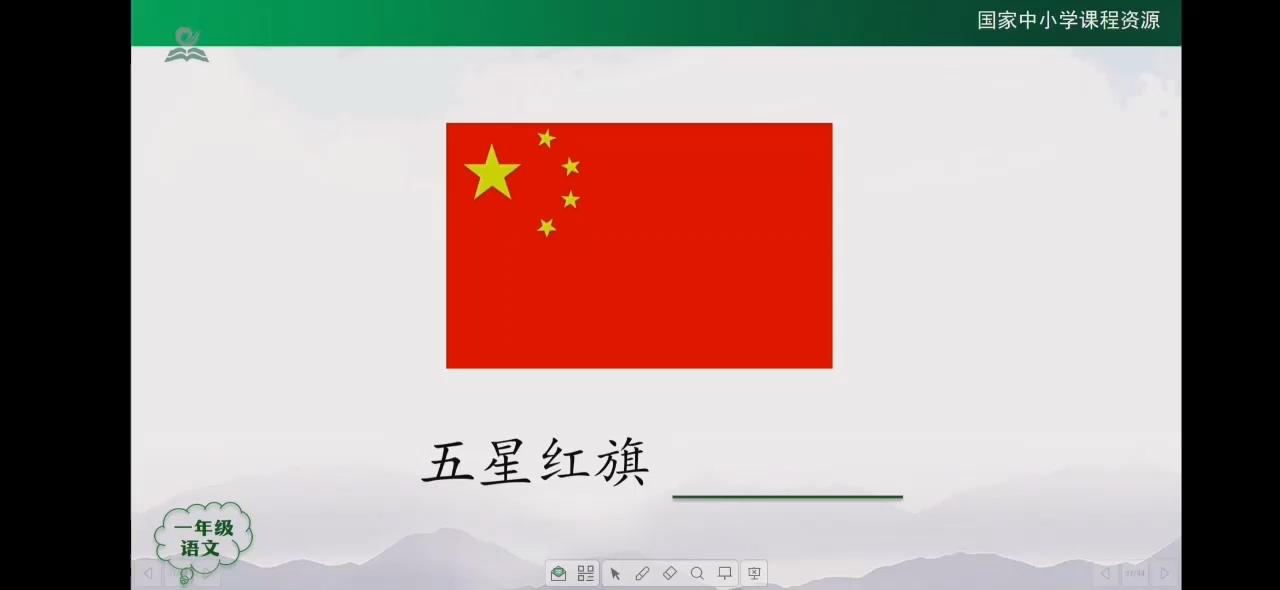 国家中小学课程资源
五星红旗
一年级
语文